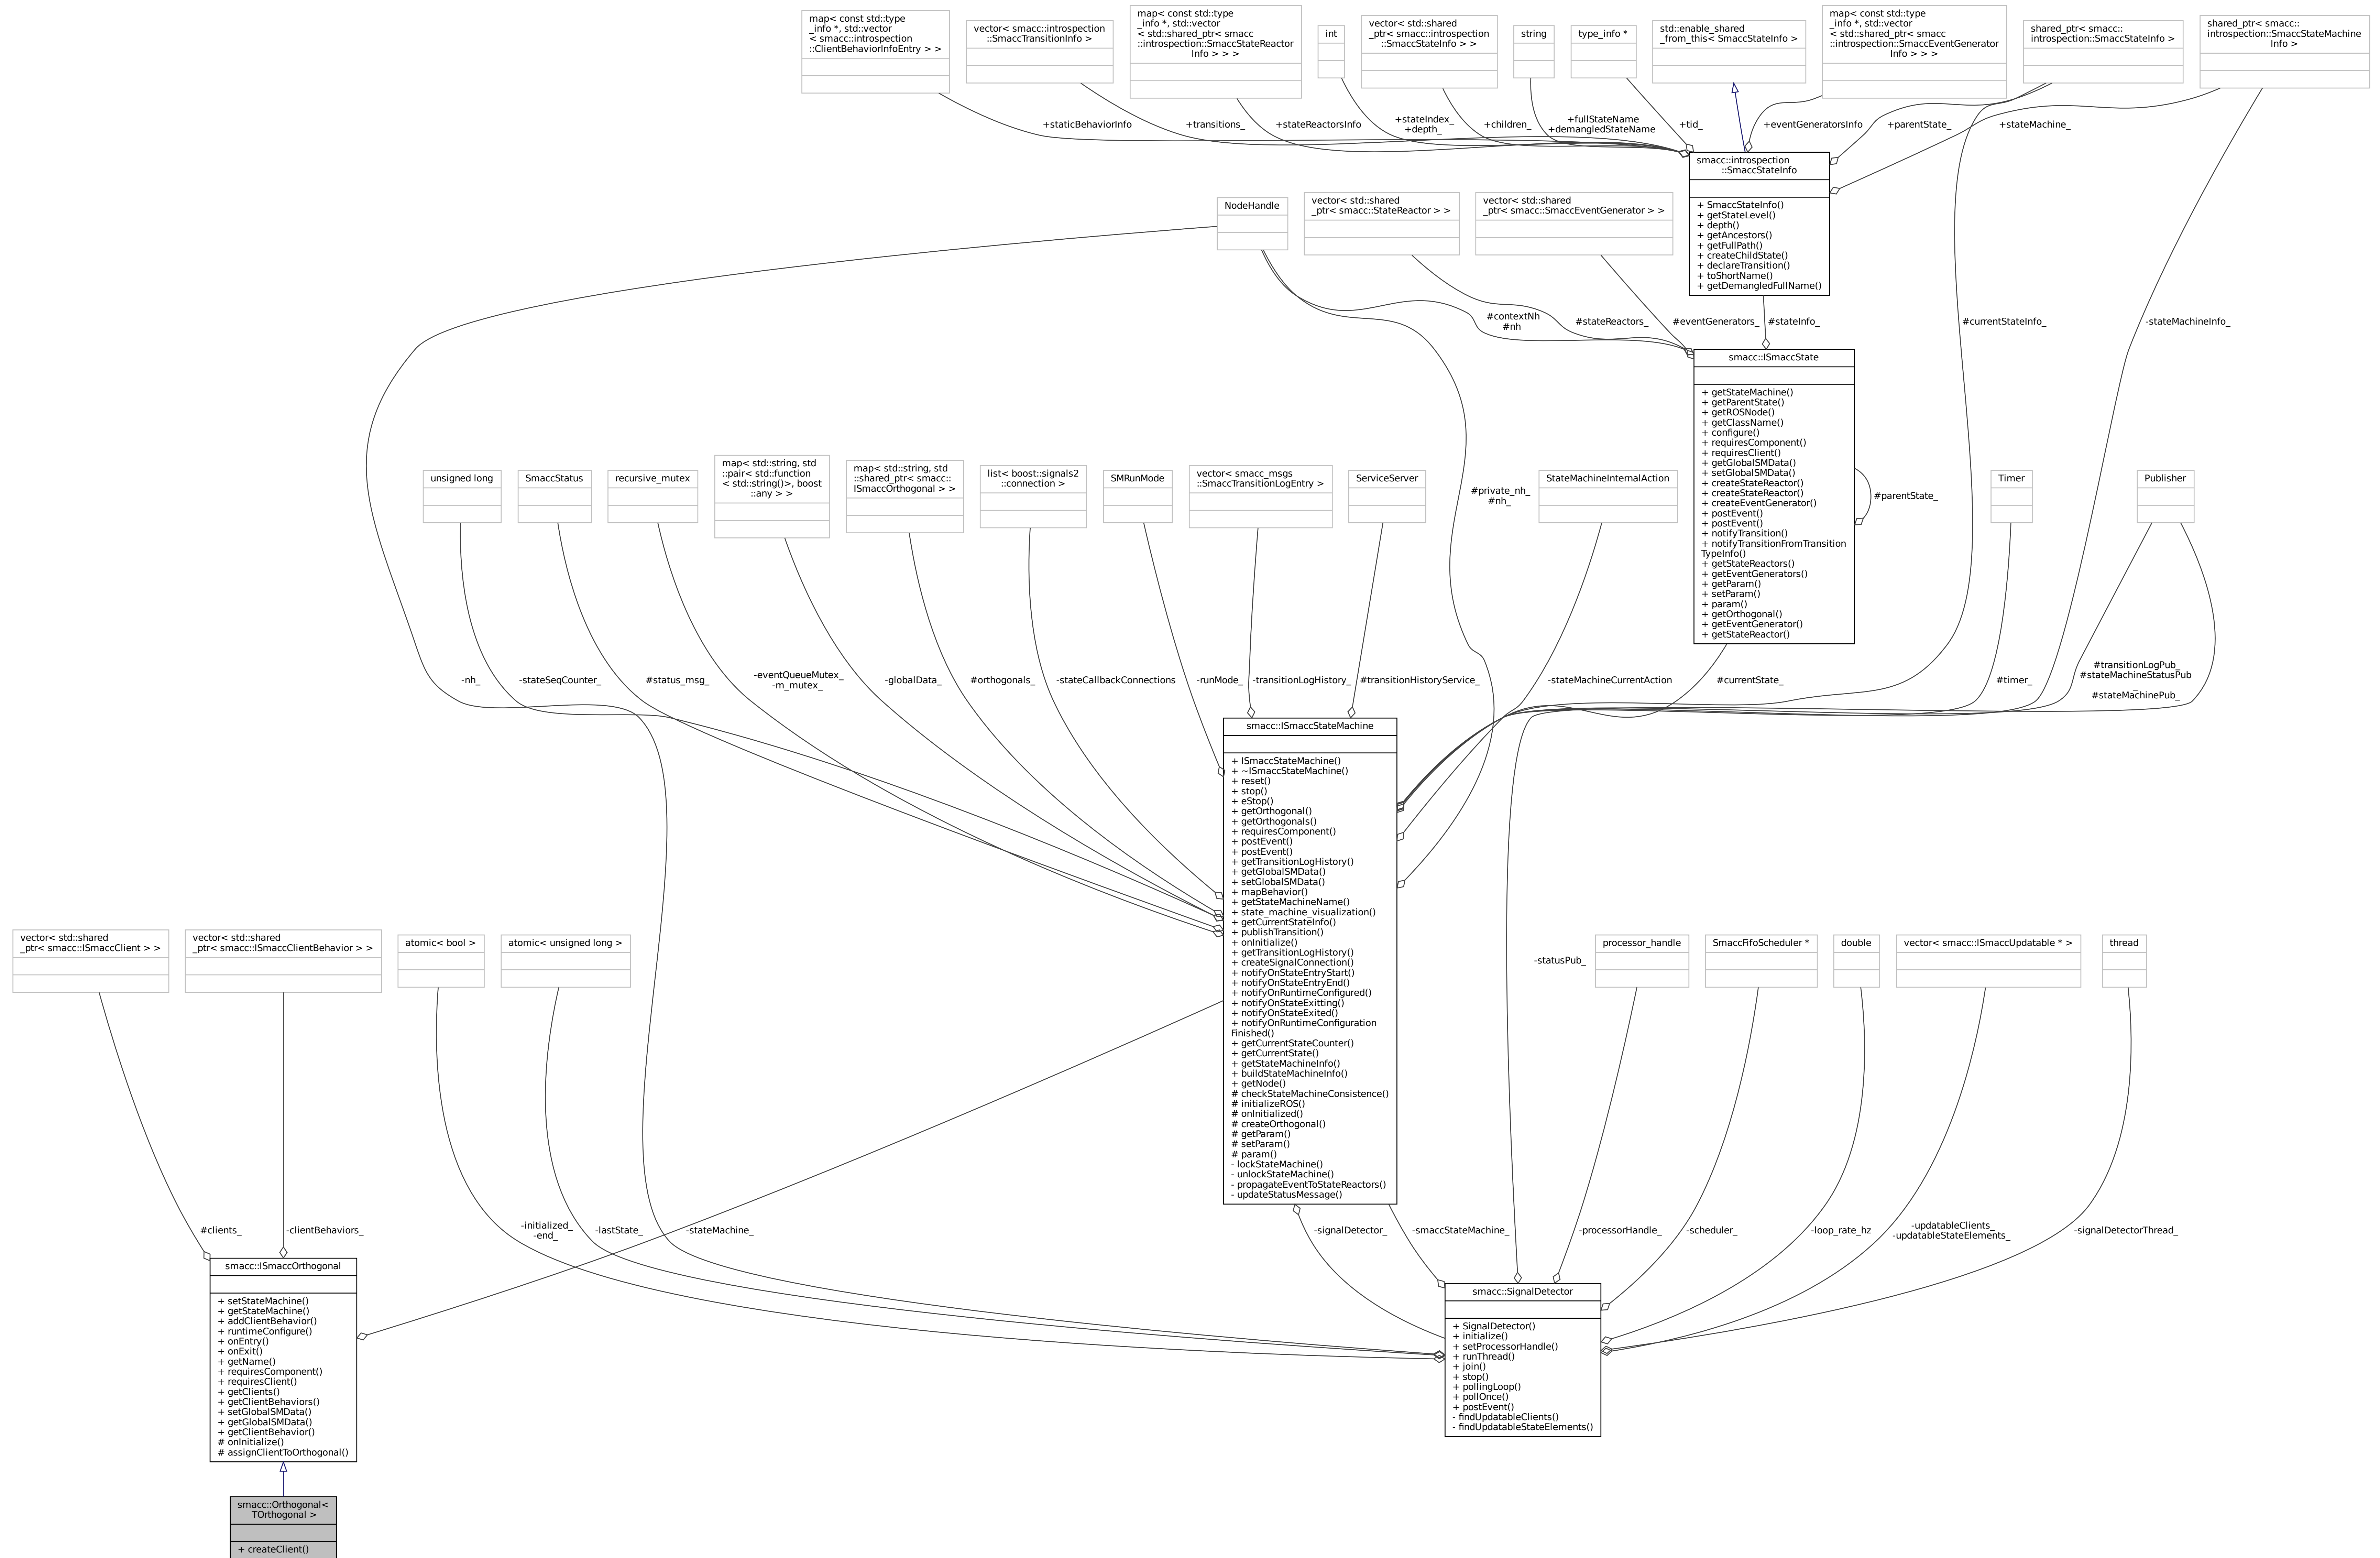 map< const std::type
_info *, std::vector
< smacc::introspection
::ClientBehaviorInfoEntry > >
vector< smacc::introspection
::SmaccTransitionInfo >
map< const std::type
_info *, std::vector
< std::shared_ptr< smacc
::introspection::SmaccStateReactor
Info > > >
int
vector< std::shared
_ptr< smacc::introspection
::SmaccStateInfo > >
string
type_info *
std::enable_shared
_from_this< SmaccStateInfo >
map< const std::type
_info *, std::vector
< std::shared_ptr< smacc
::introspection::SmaccEventGenerator
Info > > >
shared_ptr< smacc::
introspection::SmaccStateInfo >
shared_ptr< smacc::
introspection::SmaccStateMachine
Info >
+staticBehaviorInfo
+transitions_
+stateReactorsInfo
+stateIndex_
+depth_
+children_
+fullStateName
+demangledStateName
+tid_
+eventGeneratorsInfo
+parentState_
+stateMachine_
smacc::introspection
::SmaccStateInfo
+ SmaccStateInfo()
+ getStateLevel()
+ depth()
+ getAncestors()
+ getFullPath()
+ createChildState()
+ declareTransition()
+ toShortName()
+ getDemangledFullName()
NodeHandle
vector< std::shared
_ptr< smacc::StateReactor > >
vector< std::shared
_ptr< smacc::SmaccEventGenerator > >
#contextNh
#nh
#stateReactors_
#eventGenerators_
#stateInfo_
#currentStateInfo_
-stateMachineInfo_
smacc::ISmaccState
+ getStateMachine()
+ getParentState()
+ getROSNode()
+ getClassName()
+ configure()
+ requiresComponent()
+ requiresClient()
+ getGlobalSMData()
+ setGlobalSMData()
+ createStateReactor()
+ createStateReactor()
+ createEventGenerator()
+ postEvent()
+ postEvent()
+ notifyTransition()
+ notifyTransitionFromTransition
TypeInfo()
+ getStateReactors()
+ getEventGenerators()
+ getParam()
+ setParam()
+ param()
+ getOrthogonal()
+ getEventGenerator()
+ getStateReactor()
#parentState_
unsigned long
SmaccStatus
recursive_mutex
map< std::string, std
::pair< std::function
< std::string()>, boost
::any > >
map< std::string, std
::shared_ptr< smacc::
ISmaccOrthogonal > >
list< boost::signals2
::connection >
SMRunMode
vector< smacc_msgs
::SmaccTransitionLogEntry >
ServiceServer
#private_nh_
#nh_
StateMachineInternalAction
Timer
Publisher
-nh_
-stateSeqCounter_
#status_msg_
-eventQueueMutex_
-m_mutex_
-globalData_
#orthogonals_
-stateCallbackConnections
-runMode_
-transitionLogHistory_
#transitionHistoryService_
-stateMachineCurrentAction
#currentState_
#timer_
#transitionLogPub_
#stateMachineStatusPub
_
#stateMachinePub_
smacc::ISmaccStateMachine
+ ISmaccStateMachine()
+ ~ISmaccStateMachine()
+ reset()
+ stop()
+ eStop()
+ getOrthogonal()
+ getOrthogonals()
+ requiresComponent()
+ postEvent()
+ postEvent()
+ getTransitionLogHistory()
+ getGlobalSMData()
+ setGlobalSMData()
+ mapBehavior()
+ getStateMachineName()
+ state_machine_visualization()
+ getCurrentStateInfo()
+ publishTransition()
+ onInitialize()
+ getTransitionLogHistory()
+ createSignalConnection()
+ notifyOnStateEntryStart()
+ notifyOnStateEntryEnd()
+ notifyOnRuntimeConfigured()
+ notifyOnStateExitting()
+ notifyOnStateExited()
+ notifyOnRuntimeConfiguration
Finished()
+ getCurrentStateCounter()
+ getCurrentState()
+ getStateMachineInfo()
+ buildStateMachineInfo()
+ getNode()
# checkStateMachineConsistence()
# initializeROS()
# onInitialized()
# createOrthogonal()
# getParam()
# setParam()
# param()
- lockStateMachine()
- unlockStateMachine()
- propagateEventToStateReactors()
- updateStatusMessage()
vector< std::shared
_ptr< smacc::ISmaccClient > >
vector< std::shared
_ptr< smacc::ISmaccClientBehavior > >
atomic< bool >
atomic< unsigned long >
-statusPub_
processor_handle
SmaccFifoScheduler *
double
vector< smacc::ISmaccUpdatable * >
thread
#clients_
-clientBehaviors_
-initialized_
-end_
-lastState_
-stateMachine_
-signalDetector_
-smaccStateMachine_
-processorHandle_
-scheduler_
-loop_rate_hz
-updatableClients_
-updatableStateElements_
-signalDetectorThread_
smacc::ISmaccOrthogonal
+ setStateMachine()
+ getStateMachine()
+ addClientBehavior()
+ runtimeConfigure()
+ onEntry()
+ onExit()
+ getName()
+ requiresComponent()
+ requiresClient()
+ getClients()
+ getClientBehaviors()
+ setGlobalSMData()
+ getGlobalSMData()
+ getClientBehavior()
# onInitialize()
# assignClientToOrthogonal()
smacc::SignalDetector
+ SignalDetector()
+ initialize()
+ setProcessorHandle()
+ runThread()
+ join()
+ stop()
+ pollingLoop()
+ pollOnce()
+ postEvent()
- findUpdatableClients()
- findUpdatableStateElements()
smacc::Orthogonal<
TOrthogonal >
+ createClient()